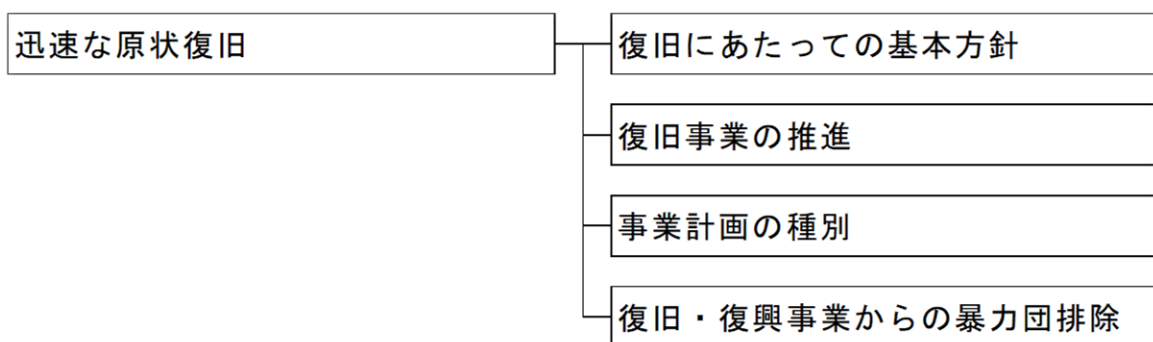 迅速な原状復旧
復旧にあたっての基本方針
復旧事業の推進
事業計画の種別
復旧・復興事業からの暴力団排除